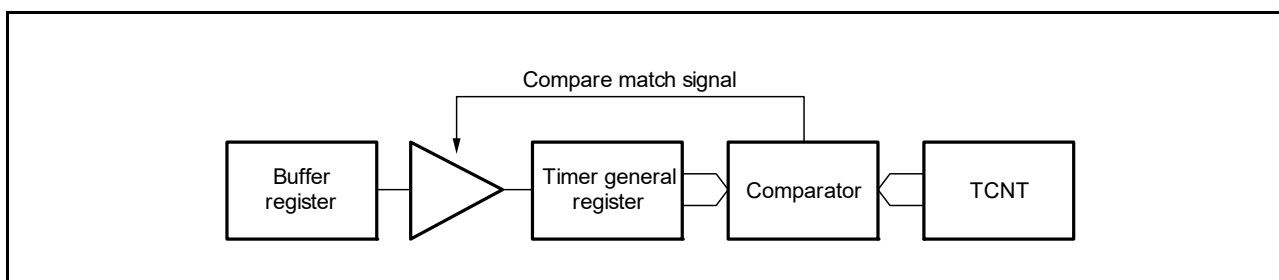 Compare match signal
Buffer
register
Timer general
register
Comparator
TCNT